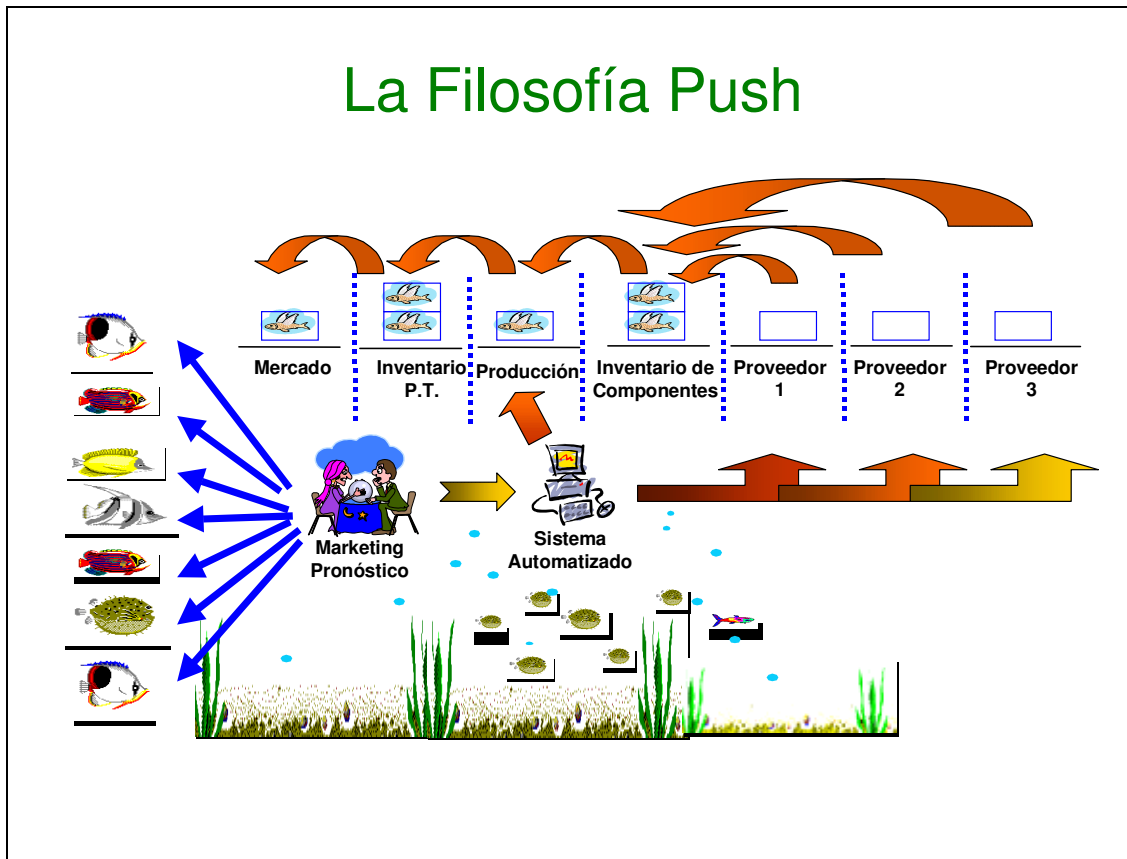 La Filosofía Push
Mercado
Inventario
P.T.
Producción
Inventario de
Componentes
Proveedor
1
Proveedor
2
Proveedor
3
Marketing
Pronóstico
Sistema
Automatizado